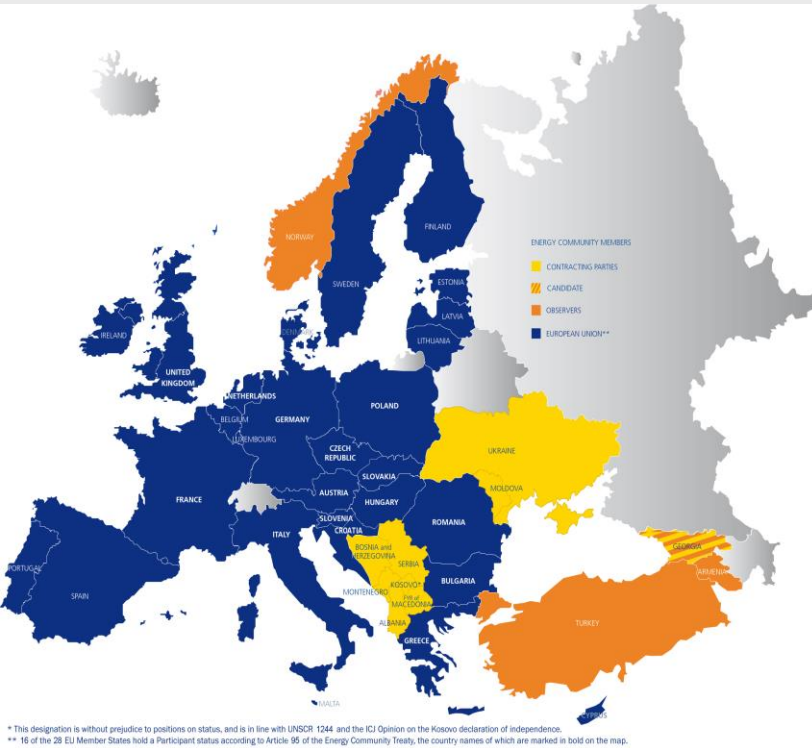 NORWAY
FINLAND
SWEDEN
ENERGY COMMUNITY MEMBERS
CONTRACTING PARTIES
CANDIDATE
OBSERVERS
EUROPEAN UNION**
ESTONIA
LATVIA
LITHUANIA
DENMARK
IRELAND
UNITED
KINGDOM
NETHERLANDS
BELGIUM
LUXEMBOURG
GERMANY
POLAND
CZECH
REPUBLIC
SLOVAKIA
UKRAINE
MOLDOVA
FRANCE
AUSTRIA
HUNGARY
SLOVENIA
CROATIA
ROMANIA
ITALY
BOSNIA and
HERZEGOVINA
SERBIA
GEORGIA
ARMENIA
PORTUGAL
SPAIN
MONTENEGRO
KOSOVO*
FYR of
MACEDONIA
BULGARIA
ALBANIA
GREECE
TURKEY
MALTA
CYPRUS
* This designation is without prejudice to positions on status, and is in line with UNSCR 1244 and the ICJ Opinion on the Kosovo declaration of independence.
** 16 of the 28 EU Member States hold a Participant status according to Article 95 of the Energy Community Treaty, the country names of which are marked in bold on the map.